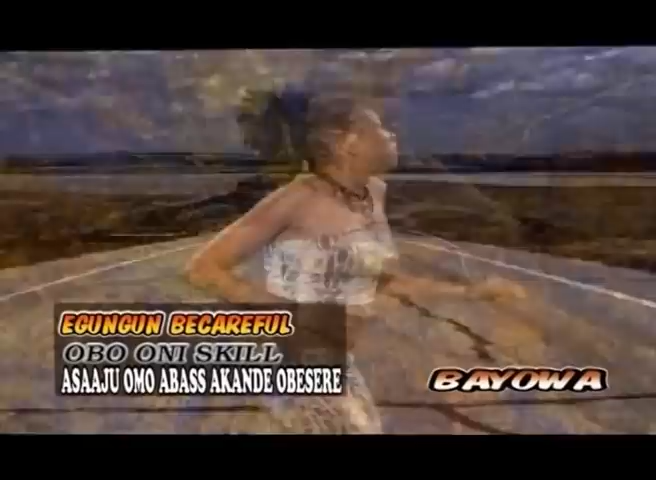 EGUNGUN BECAREFUL
OBO ONI SKILL
ASAAJU OMO ABASS AKANDE OBESERE
BAYOWA